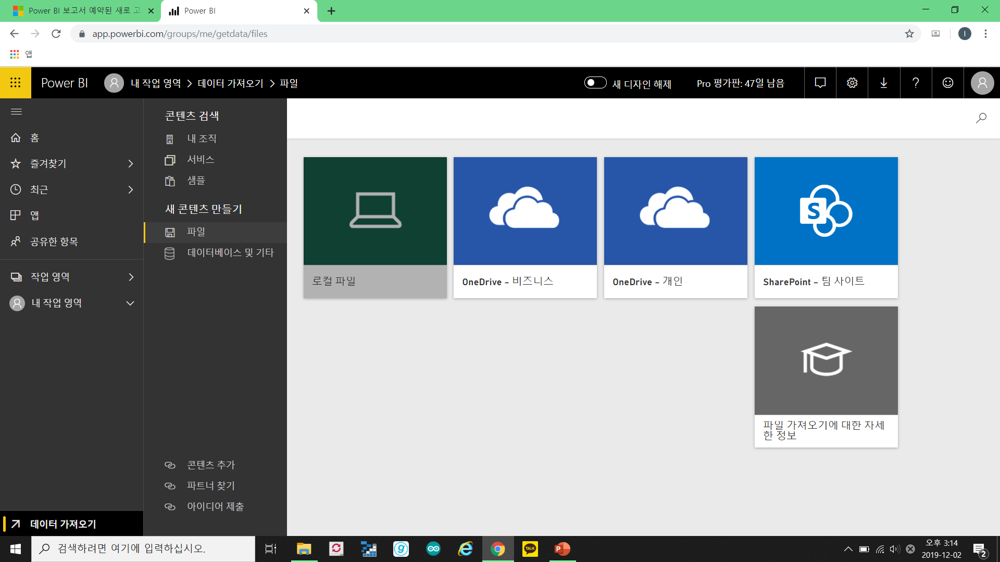 Power BI 보고서 예약된 새로 고
Power BI
app.powerbi.com/groups/me/getdata/files
앱
Power BI
내 작업 영역 > 데이터 가져오기 > 파일
새 디자인 해제
Pro 평가판: 47일 남음
홈
즐겨찾기
최근
앱
공유한 항목
작업 영역
내 작업 영역
데이터 가져오기
콘텐츠 검색
내 조직
서비스
샘플
새 콘텐츠 만들기
파일
데이터베이스 및 기타
콘텐츠 추가
파트너 찾기
아이디어 제출
로컬 파일
OneDrive – 비즈니스
OneDrive – 개인
SharePoint – 팀 사이트
파일 가져오기에 대한 자세
한 정보
검색하려면 여기에 입력하십시오.
TALK
오후 3:14
2019-12-02
2